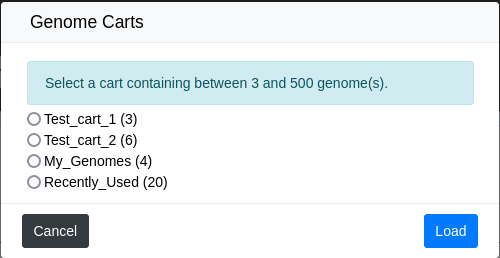 Genome Carts
Select a cart containing between 3 and 500 genome(s).
Test_cart_1 (3)
Test_cart_2 (6)
My_Genomes (4)
Recently_Used (20)
Cancel
Load